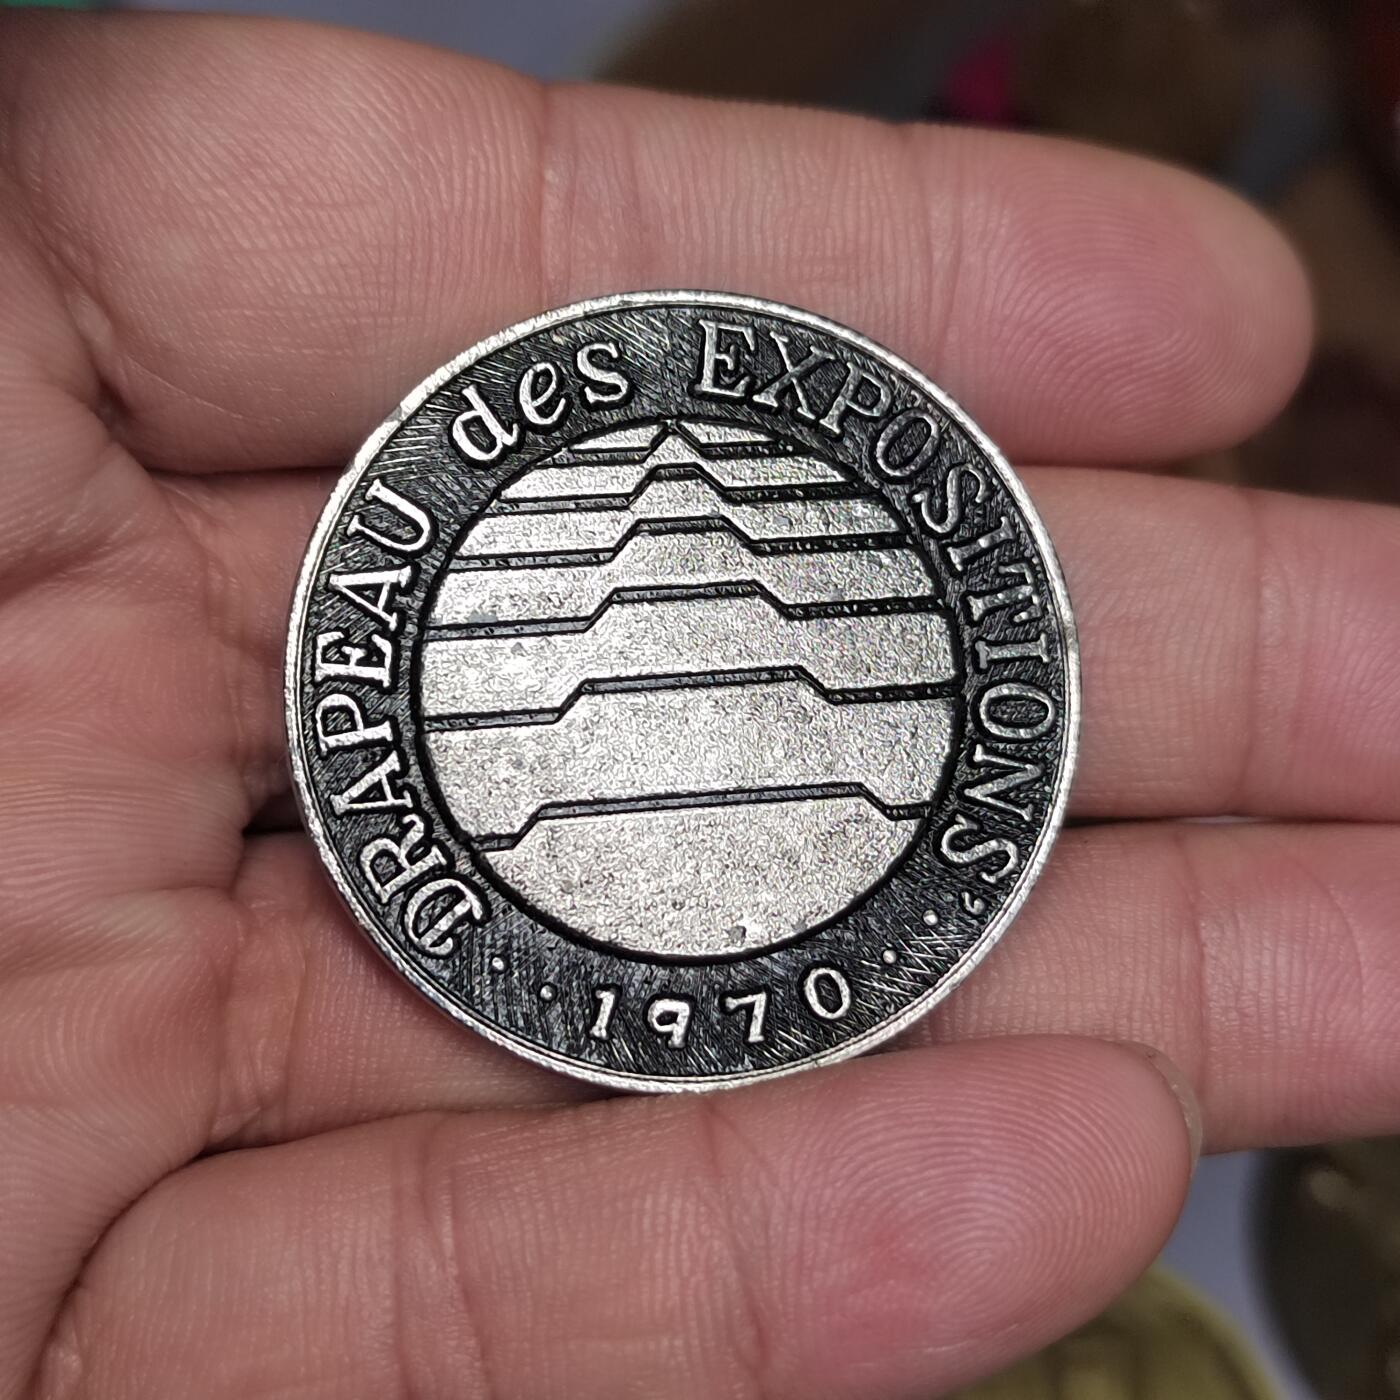 DRAPEAU des EXPOSITIONS
1970